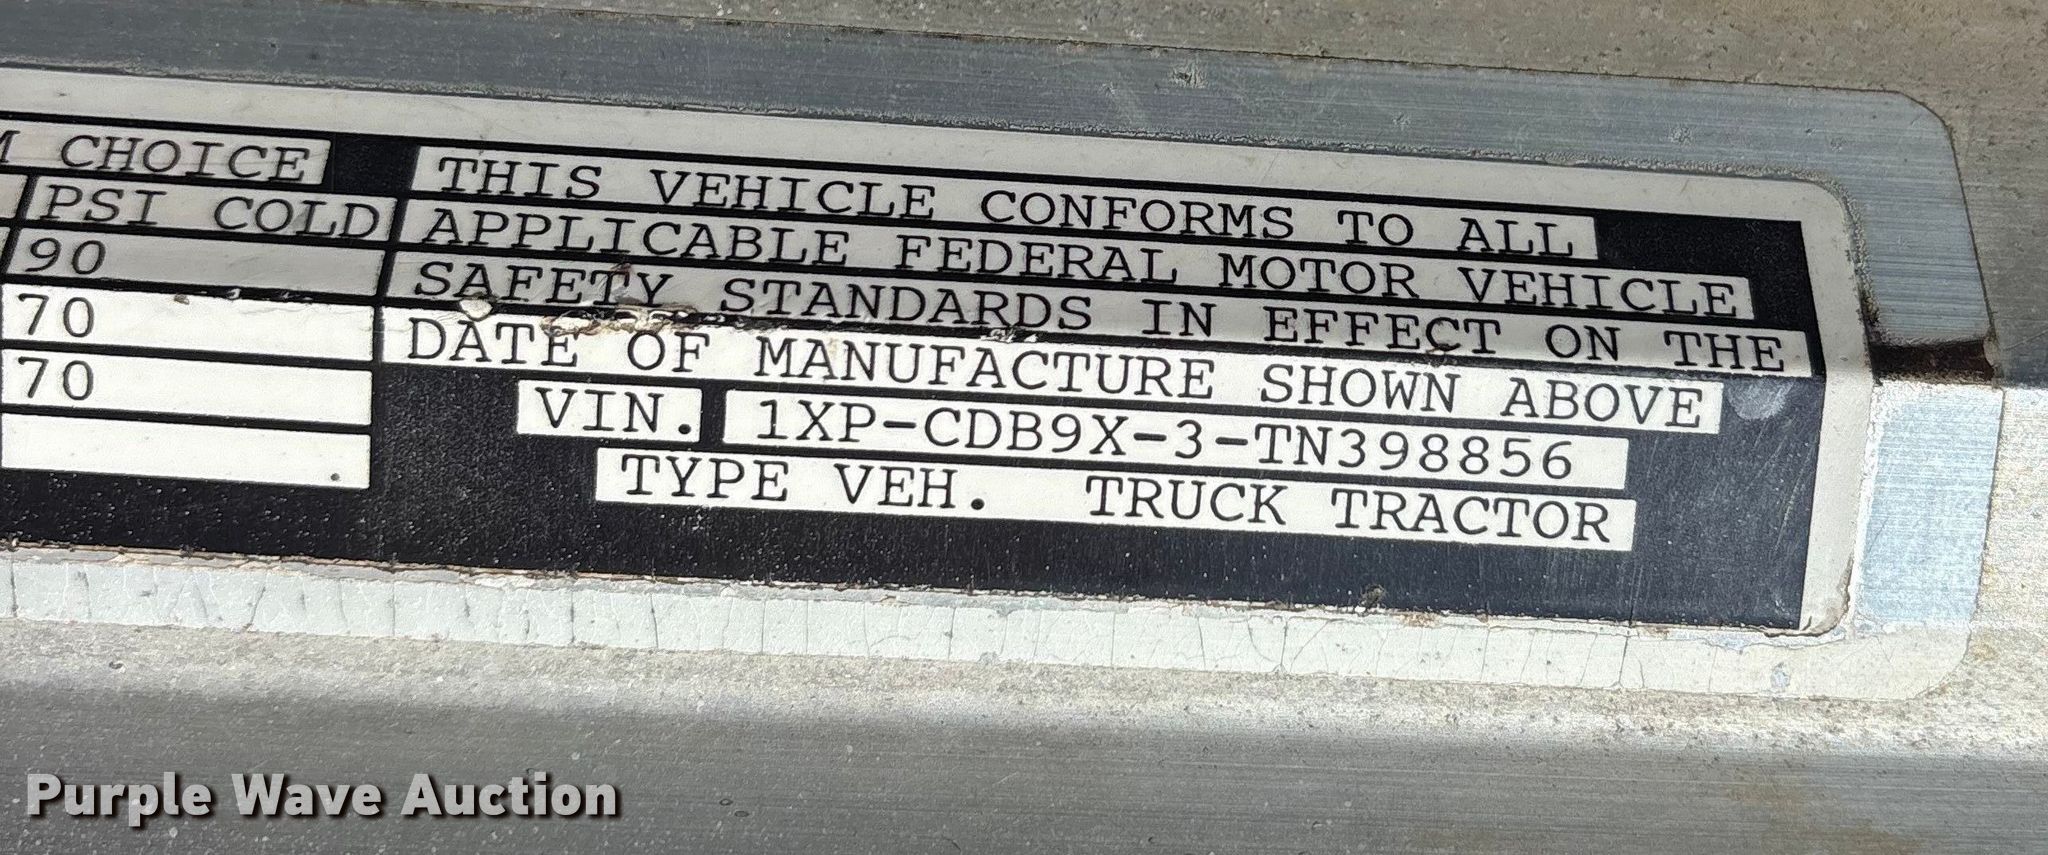 CHOICE
PSI COLD
90
70
70
THIS VEHICLE CONFORMS TO ALL
APPLICABLE FEDERAL MOTOR VEHICLE
SAFETY STANDARDS IN EFFECT ON THE
DATE OF MANUFACTURE SHOWN ABOVE
VIN. 1XP-CDB9X-3-TN398856
TYPE VEH. TRUCK TRACTOR
Purple Wave Auction